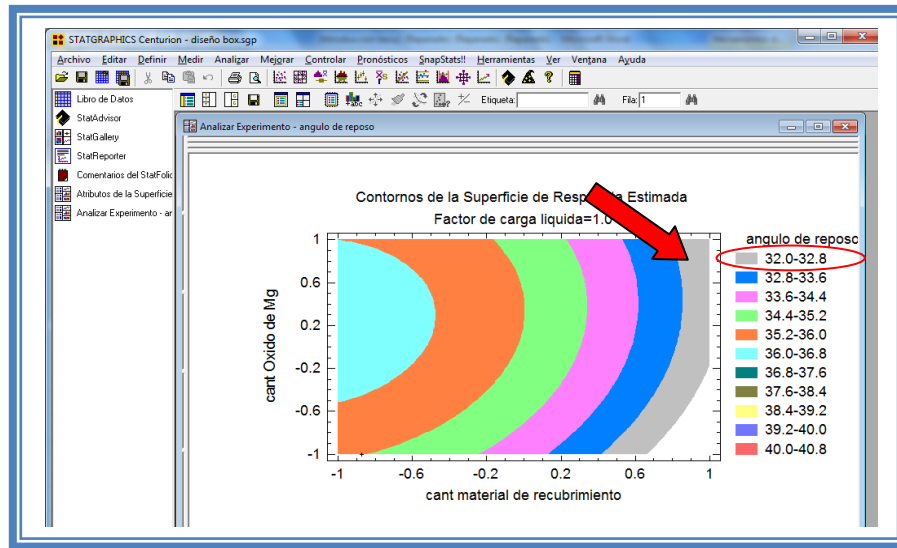 STATGRAPHICS Centurion - diseño box.sgp
Archivo Editar Definir Medir Analizar Mejorar Controlar Pronósticos SnapStats!! Herramientas Ver Ventana Ayuda
Etiqueta: Fila: 1
Libro de Datos
StatAdvisor
StatGallery
StatReporter
Comentarios del StatFolio
Atributos de la Superficie
Analizar Experimento - ar
Analizar Experimento - angulo de reposo
Contornos de la Superficie de Estimada
Factor de carga liquida=1.0
angulo de reposo
32.0-32.8
32.8-33.6
33.6-34.4
34.4-35.2
35.2-36.0
36.0-36.8
36.8-37.6
37.6-38.4
38.4-39.2
39.2-40.0
40.0-40.8
cant Oxido de Mg
1
0.6
0.2
-0.2
-0.6
-1
-1 -0.6 -0.2 0.2 0.6 1
cant material de recubrimiento